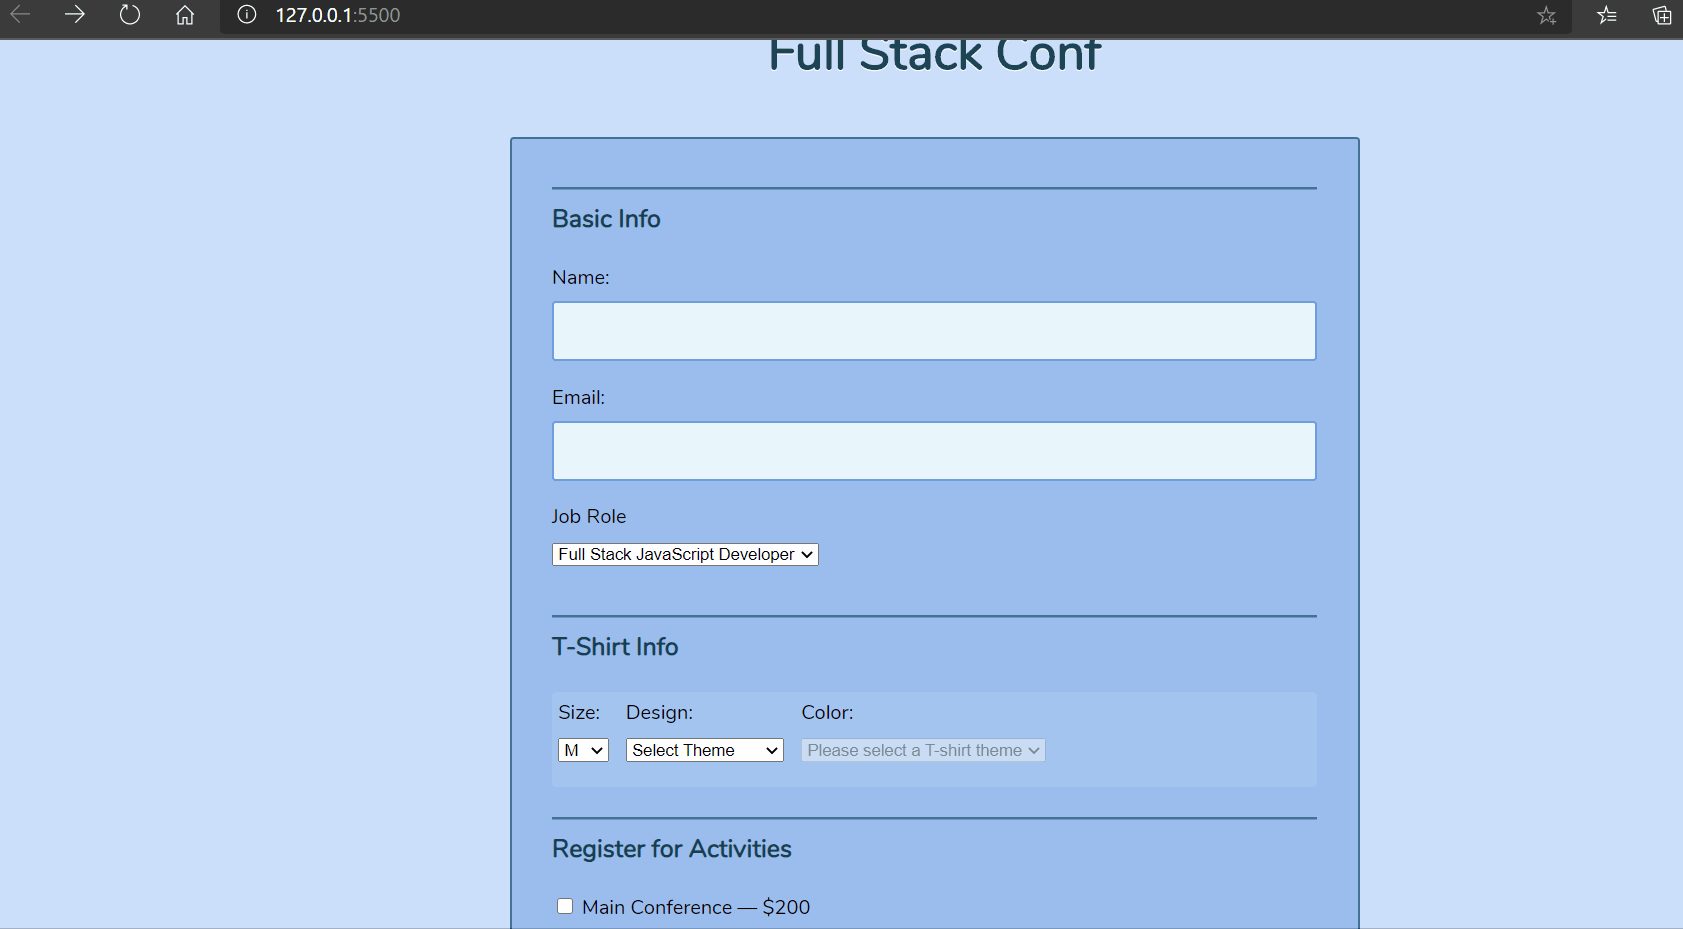 127.0.0.1:5500
Full Stack Conf
Basic Info
Name:
Email:
Job Role
Full Stack JavaScript Developer
T-Shirt Info
Size: Design: Color:
M Select Theme Please select a T-shirt theme
Register for Activities
Main Conference — $200